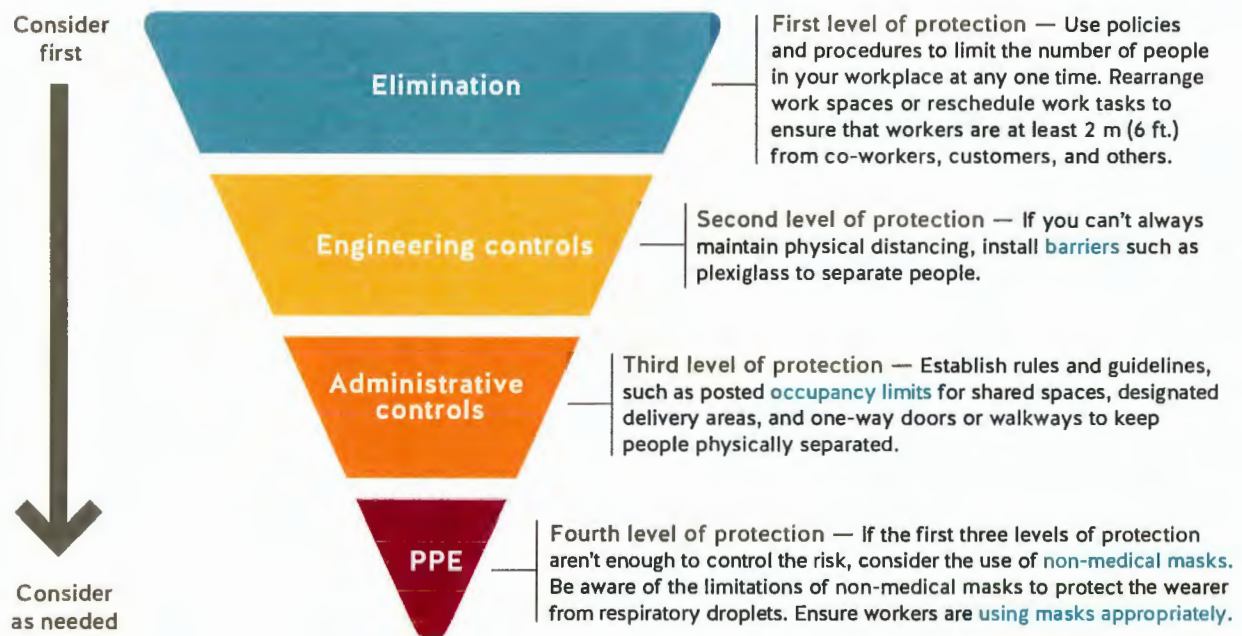 Consider
first
Elimination
First level of protection — Use policies
and procedures to limit the number of people
in your workplace at any one time. Rearrange
work spaces or reschedule work tasks to
ensure that workers are at least 2 m (6 ft.)
from co-workers, customers, and others.
Engineering controls
Second level of protection — If you can't always
maintain physical distancing, install barriers such as
plexiglass to separate people.
Administrative
controls
Third level of protection — Establish rules and guidelines,
such as posted occupancy limits for shared spaces, designated
delivery areas, and one-way doors or walkways to keep
people physically separated.
PPE
Fourth level of protection — If the first three levels of protection
aren't enough to control the risk, consider the use of non-medical masks.
Be aware of the limitations of non-medical masks to protect the wearer
from respiratory droplets. Ensure workers are using masks appropriately.
Consider
as needed